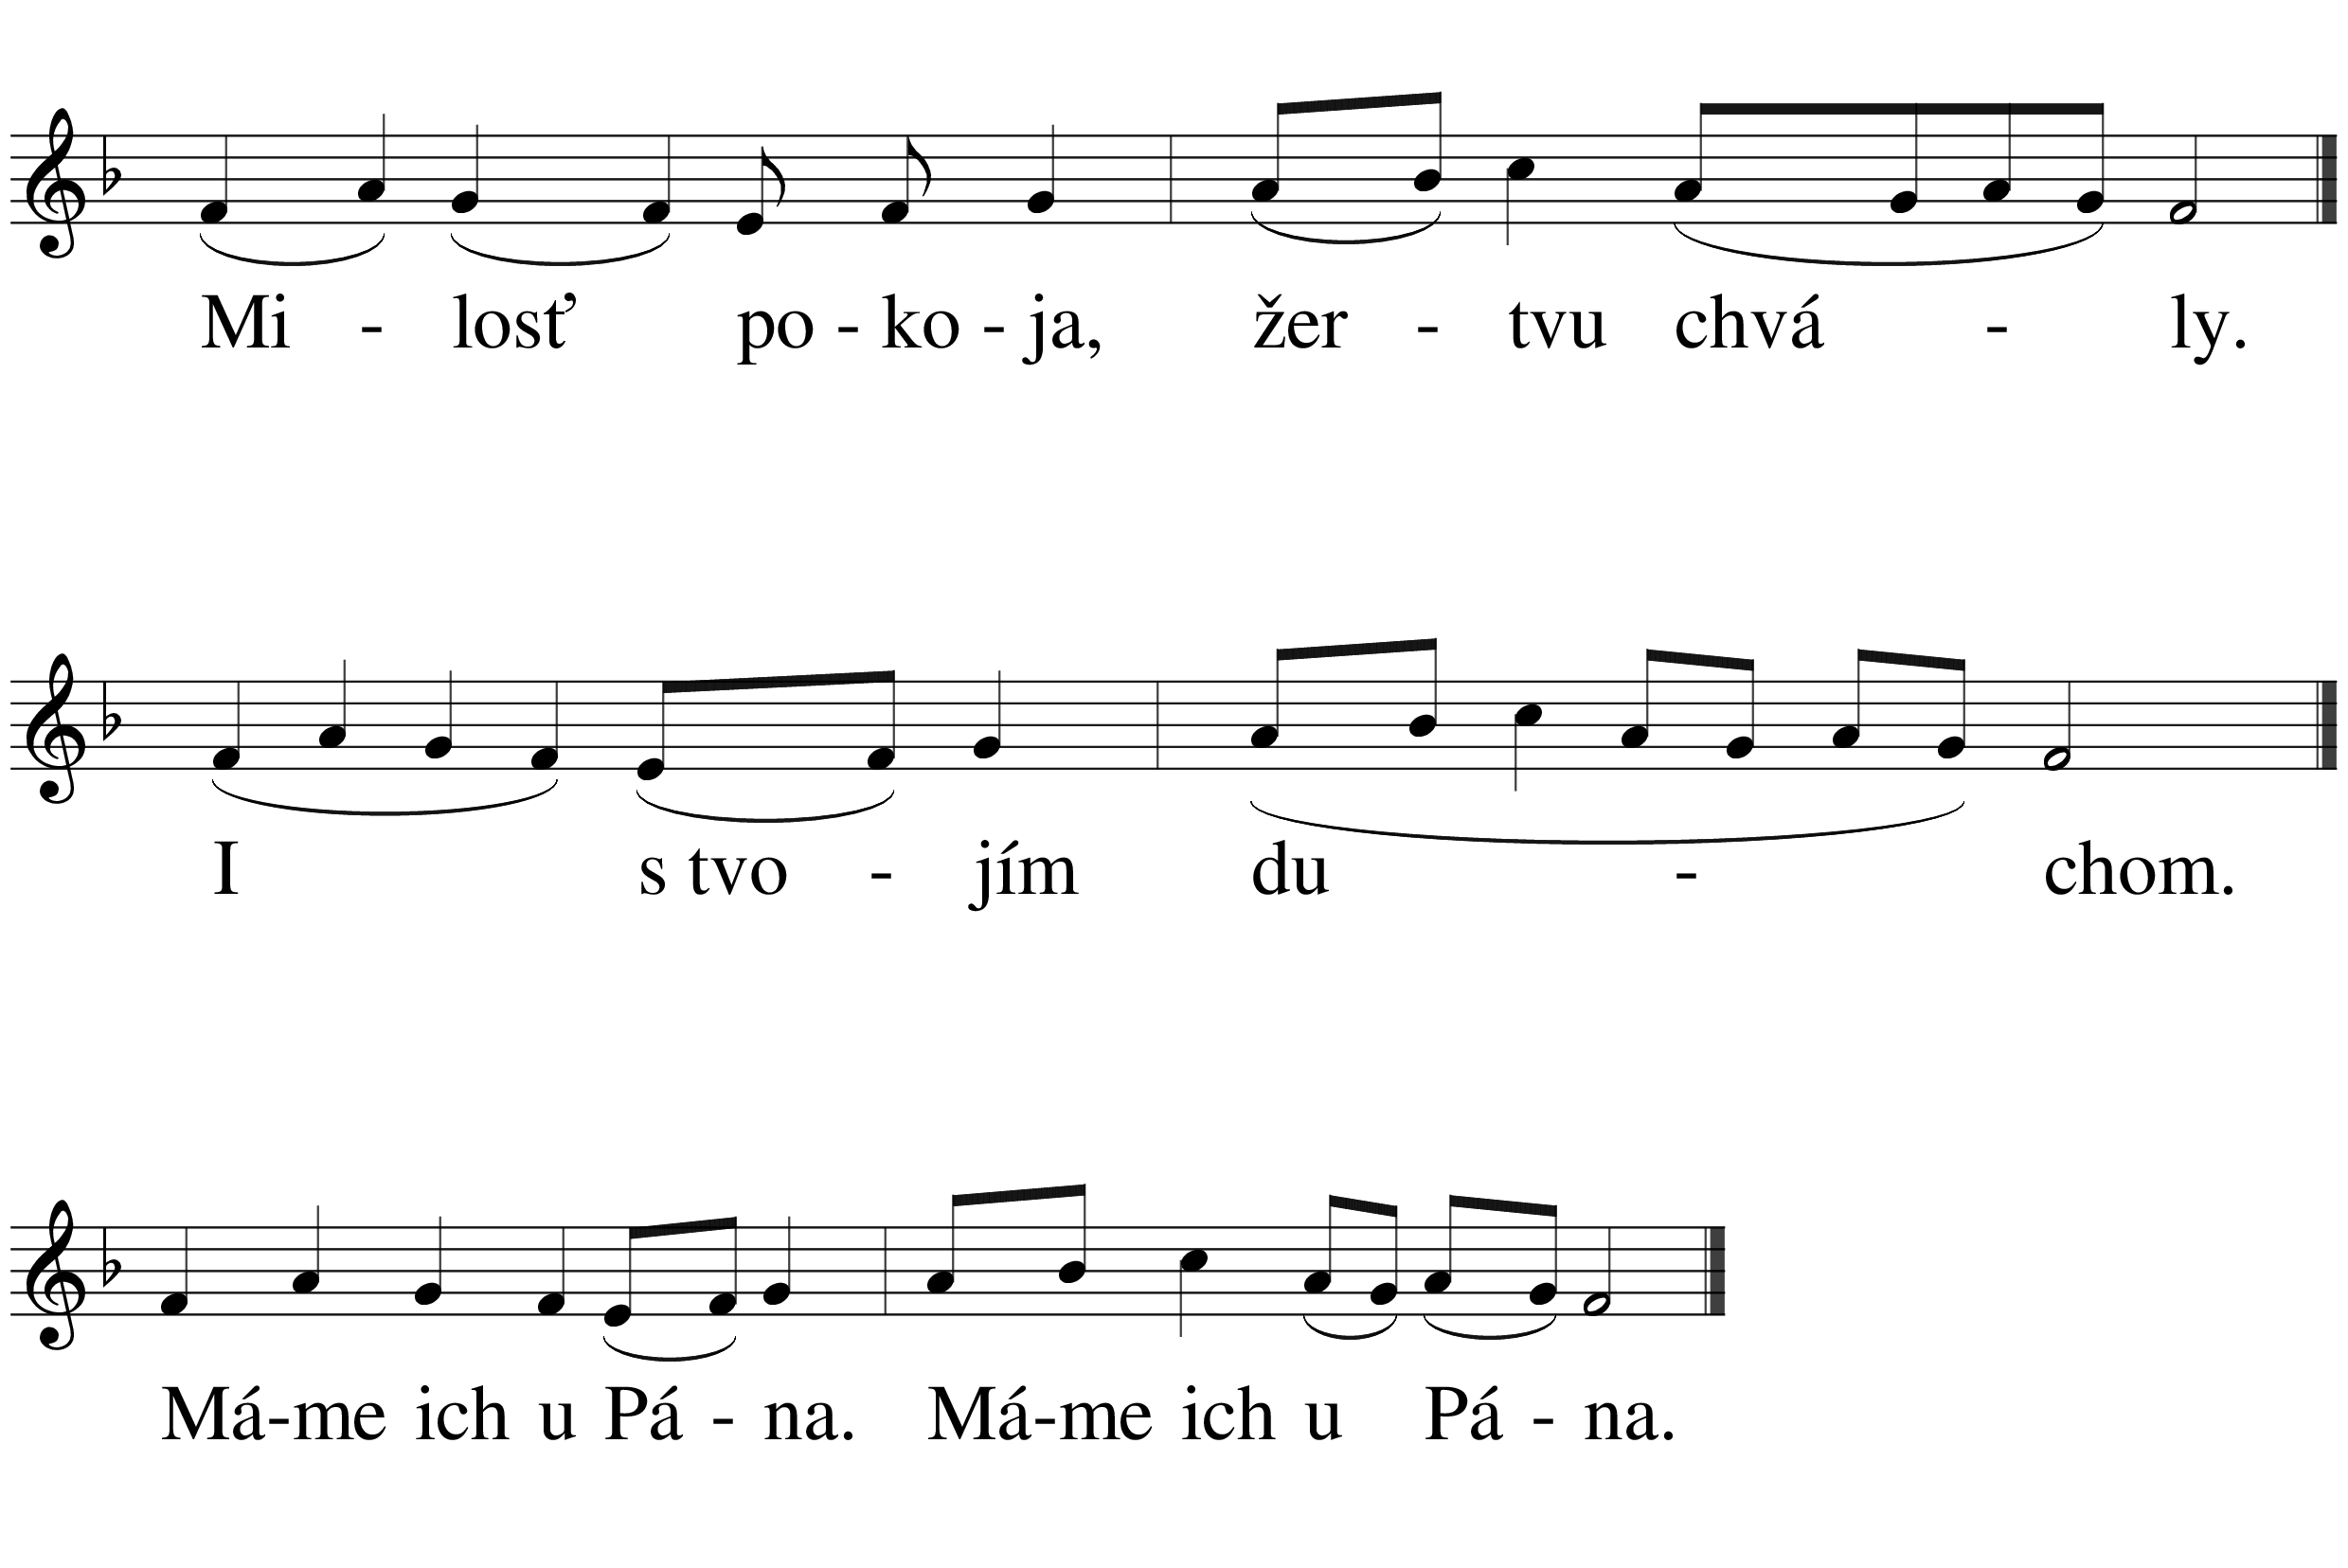 Mi - losť po - ko - ja, žer - tvu chvá - ly.
I s tvo - jím du - chom.
Má-me ich u Pá - na. Má-me ich u Pá - na.